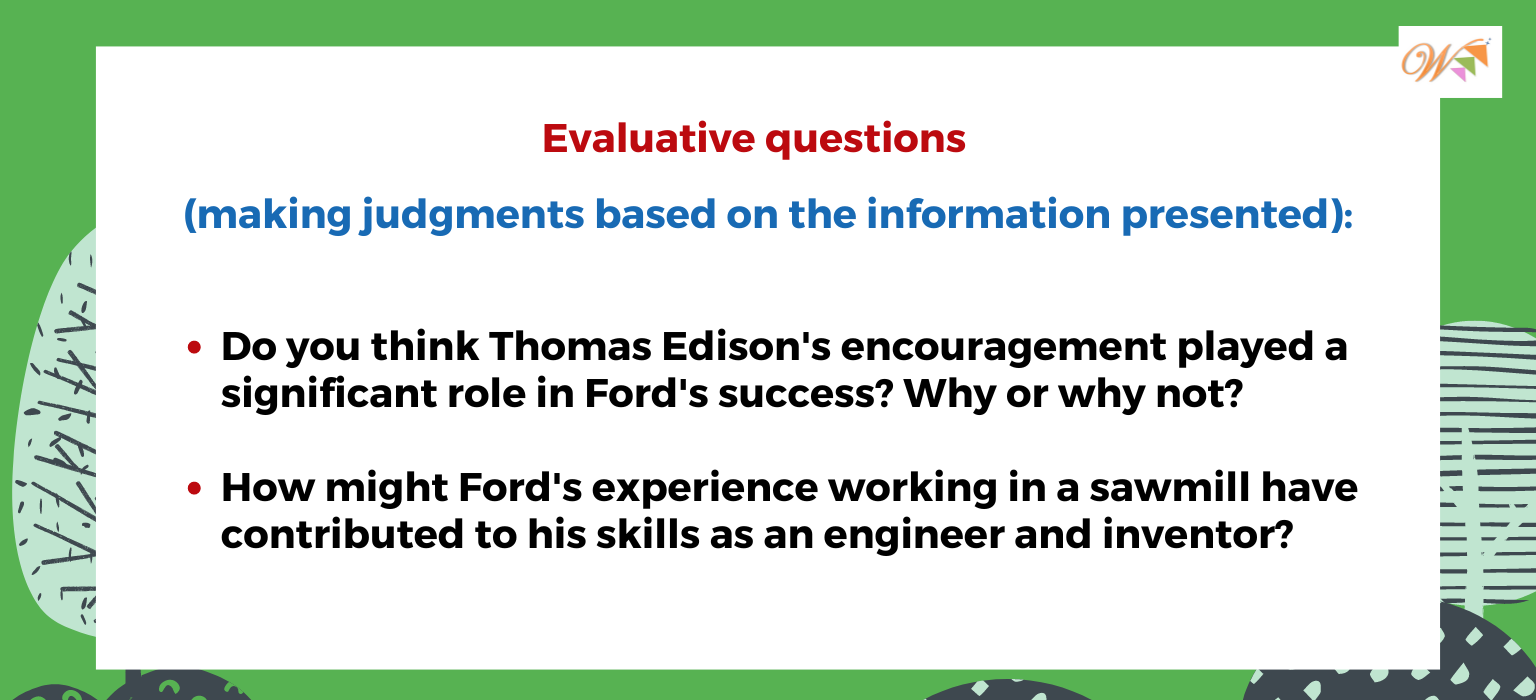 W
Evaluative questions
(making judgments based on the information presented):
• Do you think Thomas Edison's encouragement played a
significant role in Ford's success? Why or why not?
• How might Ford's experience working in a sawmill have
contributed to his skills as an engineer and inventor?